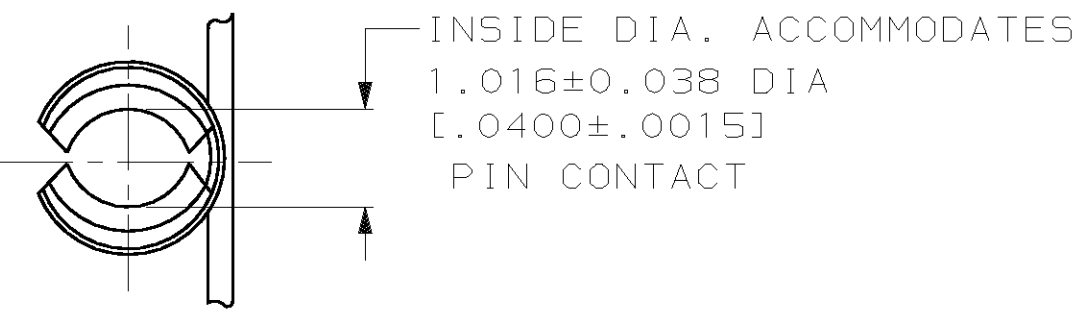 INSIDE DIA. ACCOMMODATES
1.016±0.038 DIA
[.0400±.0015]
PIN CONTACT